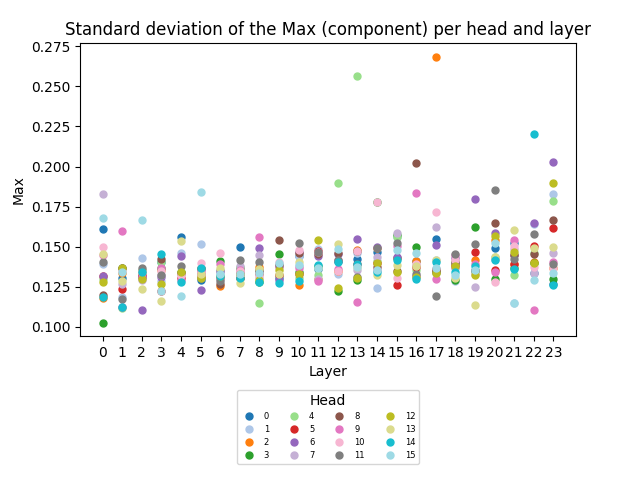 Standard deviation of the Max (component) per head and layer
0.275
0.250
0.225
0.200
0.175
0.150
0.125
0.100
Max
0 1 2 3 4 5 6 7 8 9 10 11 12 13 14 15 16 17 18 19 20 21 22 23
Layer
Head
0 4 8 12
1 5 9 13
2 6 10 14
3 7 11 15